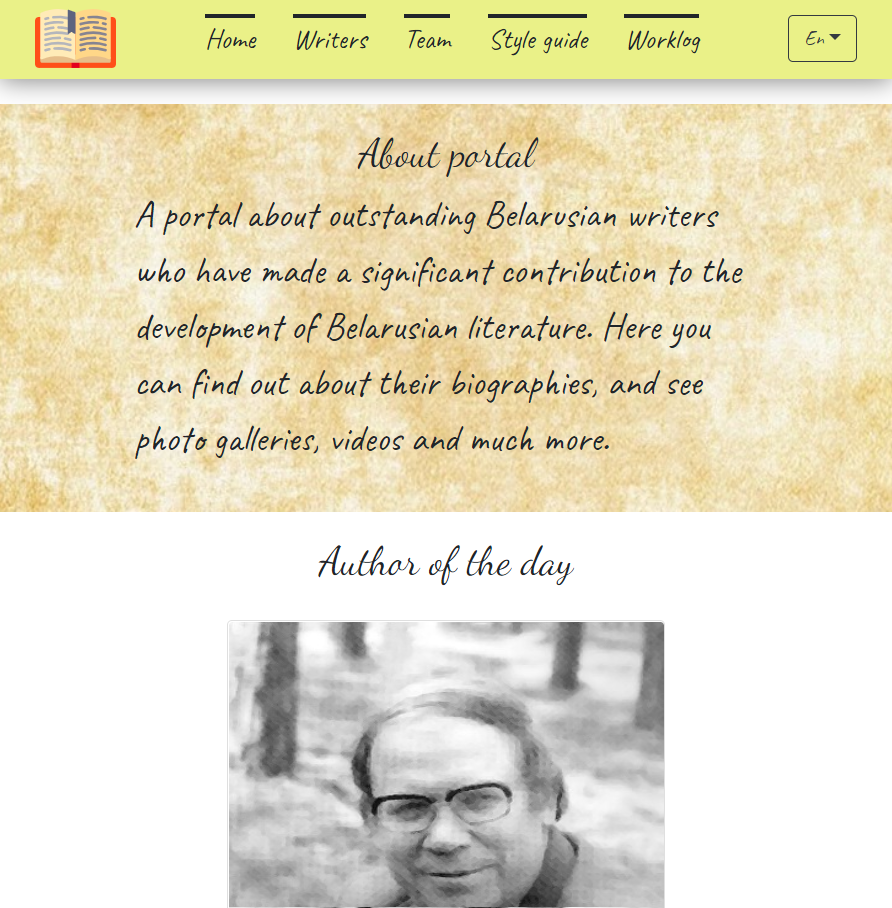 Home Writers Team Style guide Worklog En
About portal
A portal about outstanding Belarusian writers
who have made a significant contribution to the
development of Belarusian literature. Here you
can find out about their biographies, and see
photo galleries, videos and much more.
Author of the day